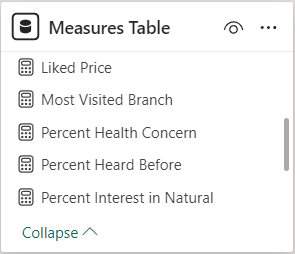 Measures Table
Liked Price
Most Visited Branch
Percent Health Concern
Percent Heard Before
Percent Interest in Natural
Collapse